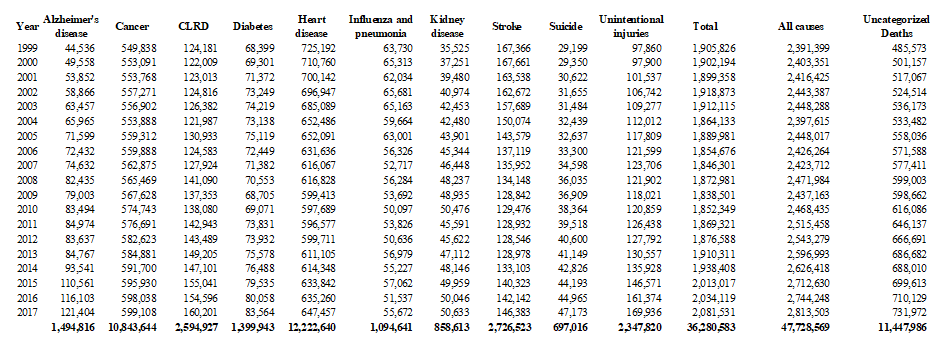 Year Alzheimer's disease Cancer CLRD Diabetes Heart disease Influenza and pneumonia Kidney disease Stroke Suicide Unintentional injuries Total All causes Uncategorized Deaths
1999 44,536 549,838 124,181 68,399 725,192 63,730 35,525 167,366 29,199 97,860 1,905,826 2,391,399 485,573
2000 49,558 553,091 122,009 69,301 710,760 65,313 37,251 167,661 29,350 97,900 1,902,194 2,403,351 501,157
2001 53,852 553,768 123,013 71,372 700,142 62,034 39,480 163,538 30,622 101,537 1,899,358 2,416,425 517,067
2002 58,866 557,271 124,816 73,249 696,947 65,681 40,974 162,672 31,655 106,742 1,918,873 2,443,387 524,514
2003 63,457 556,902 126,382 74,219 685,089 65,163 42,453 157,689 31,484 109,277 1,912,115 2,448,288 536,173
2004 65,965 553,888 121,987 73,138 652,486 59,664 42,480 150,074 32,439 112,012 1,864,133 2,397,615 533,482
2005 71,599 559,312 130,933 75,119 652,091 63,001 43,901 143,579 32,637 117,809 1,889,981 2,448,017 558,036
2006 72,432 559,888 124,583 72,449 631,636 56,326 45,344 137,119 33,300 121,599 1,854,676 2,426,264 571,588
2007 74,632 562,875 127,924 71,382 616,067 52,717 46,448 135,952 34,598 123,706 1,846,301 2,423,712 577,411
2008 82,435 565,469 141,090 70,553 616,828 56,284 48,237 134,148 36,035 121,902 1,872,981 2,471,984 599,003
2009 79,003 567,628 137,353 68,705 599,413 53,692 48,935 128,842 36,909 118,021 1,838,501 2,437,163 598,662
2010 83,494 574,743 138,080 69,071 597,689 50,097 50,476 129,476 38,364 120,859 1,852,349 2,468,435 616,086
2011 84,974 576,691 142,943 73,831 596,577 53,826 45,591 128,932 39,518 126,438 1,869,321 2,515,458 646,137
2012 83,637 582,623 143,489 73,932 599,711 50,636 45,622 128,546 40,600 127,792 1,876,588 2,543,279 666,691
2013 84,767 584,881 149,205 75,578 611,105 56,979 47,112 128,978 41,149 130,557 1,910,311 2,596,993 686,682
2014 93,541 591,700 147,101 76,488 614,348 55,227 48,146 133,103 42,826 135,928 1,938,408 2,626,418 688,010
2015 110,561 595,930 155,041 79,535 633,842 57,062 49,959 140,323 44,193 146,571 2,013,017 2,712,630 699,613
2016 116,103 598,038 154,596 80,058 635,260 51,537 50,046 142,142 44,965 161,374 2,034,119 2,744,248 710,129
2017 121,404 599,108 160,201 83,564 647,457 55,672 50,633 146,383 47,173 169,936 2,081,531 2,813,503 731,972
1,494,816 10,843,644 2,594,927 1,399,943 12,222,640 1,094,641 858,613 2,726,523 697,016 2,347,820 36,280,583 47,728,569 11,447,986